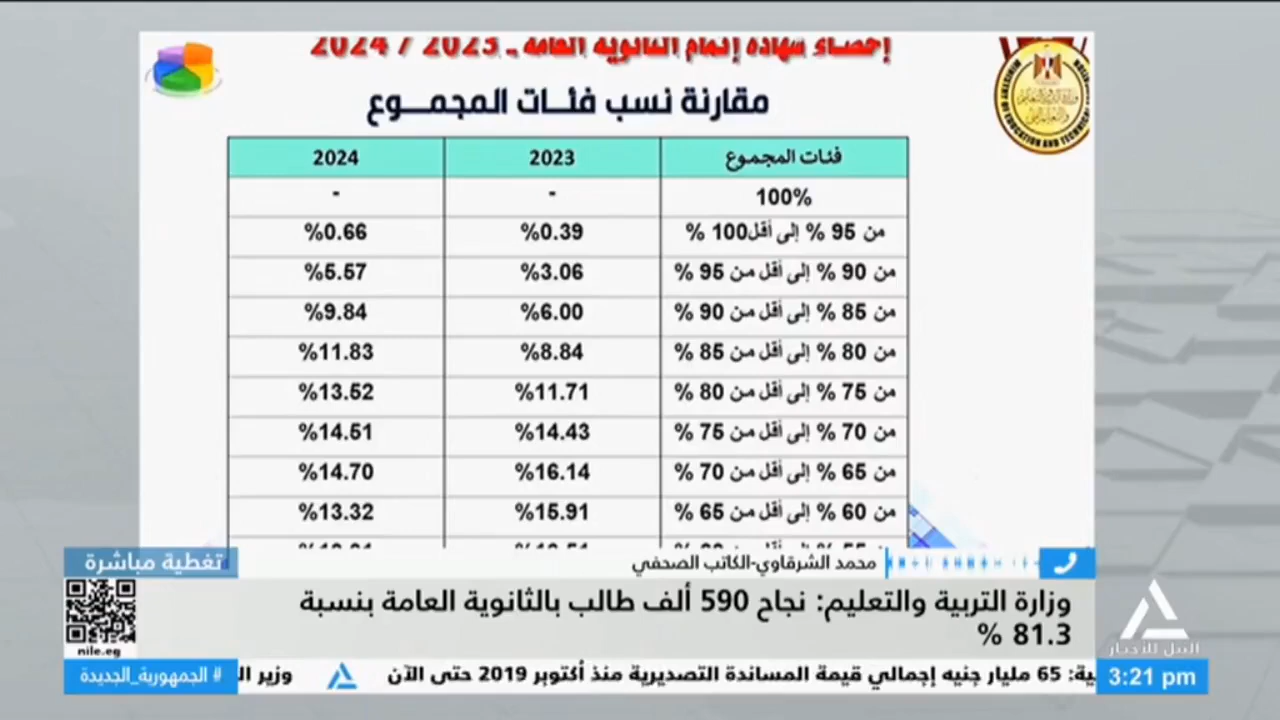 إحصاء شهادة إتمام الثانوية العامة ـ 2023 / 2024
مقارنة نسب فئات المجموع
فئات المجموع 2023 2024
100% - -
من 95 % إلى أقل100 % %0.39 %0.66
من 90 % إلى أقل من 95 % %3.06 %5.57
من 85 % إلى أقل من 90 % %6.00 %9.84
من 80 % إلى أقل من 85 % %8.84 %11.83
من 75 % إلى أقل من 80 % %11.71 %13.52
من 70 % إلى أقل من 75 % %14.43 %14.51
من 65 % إلى أقل من 70 % %16.14 %14.70
من 60 % إلى أقل من 65 % %15.91 %13.32
محمد الشرقاوي-الكاتب الصحفي
تغطية مباشرة
وزارة التربية والتعليم: نجاح 590 ألف طالب بالثانوية العامة بنسبة
81.3 %
nile.eg
النيل للأخبار
# الجمهورية_الجديدة
65 مليار جنيه إجمالي قيمة المساندة التصديرية منذ أكتوبر 2019 حتى الآن
وزير
3:21 pm